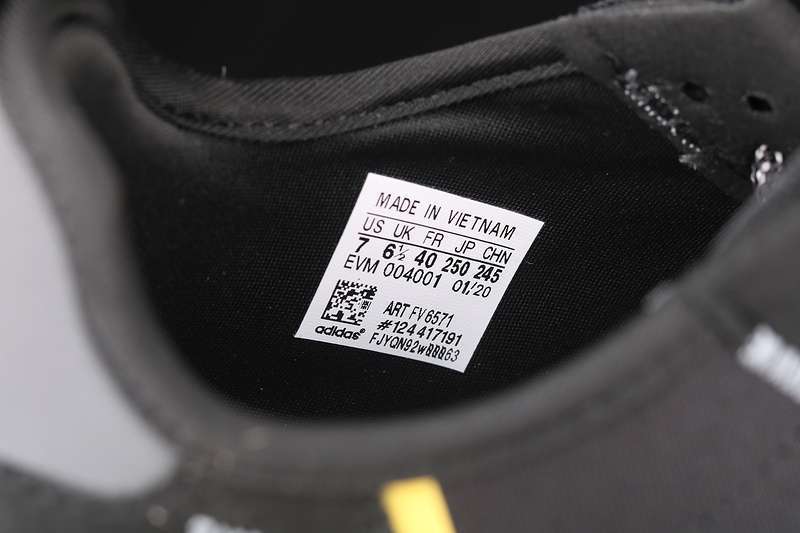 MADE IN VIETNAM
US UK FR JP CHN
7 6½ 40 250 245
EVM 004001 01/20
ART FV6571
#124417191
adidas® FJYQN92wBBB63